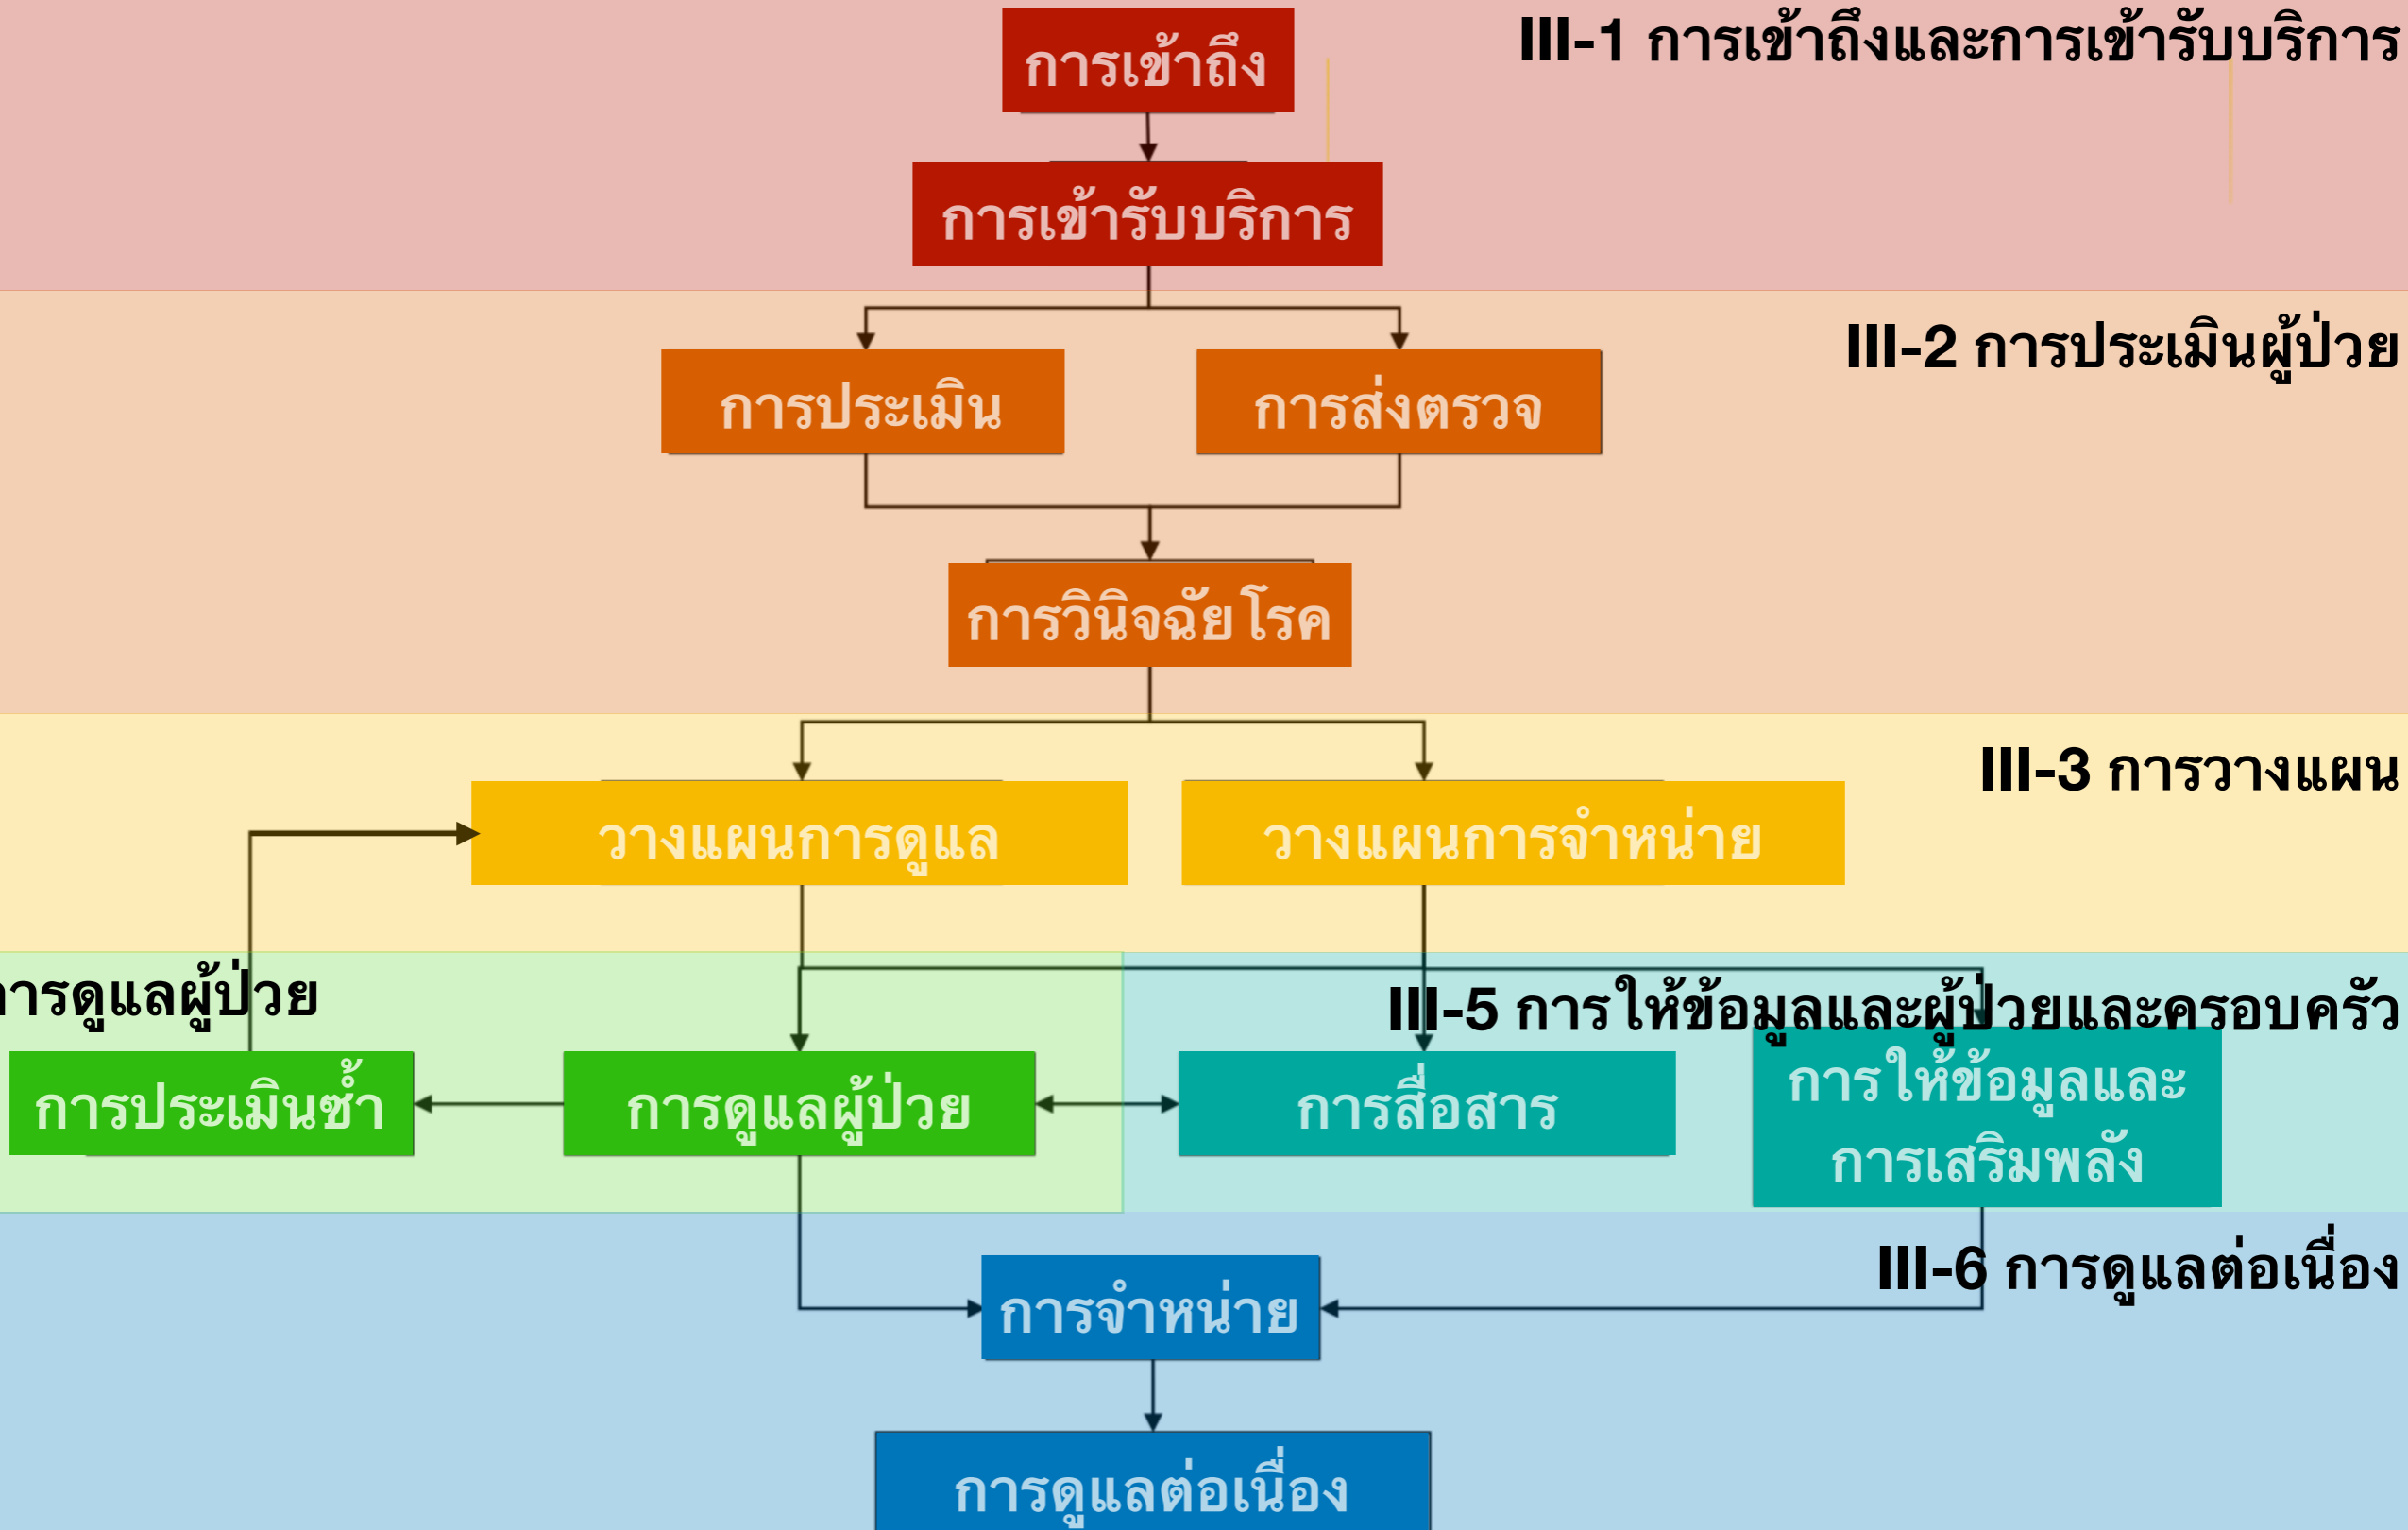 การเข้าถึง
III-1 การเข้าถึงและการเข้ารับบริการ
การเข้ารับบริการ
III-2 การประเมินผู้ป่วย
การประเมิน
การส่งตรวจ
การวินิจฉัยโรค
III-3 การวางแผน
วางแผนการดูแล
วางแผนการจำหน่าย
การดูแลผู้ป่วย
III-5 การให้ข้อมูลและผู้ป่วยและครอบครัว
การประเมินซ้ำ
การดูแลผู้ป่วย
การสื่อสาร
การให้ข้อมูลและ
การเสริมพลัง
III-6 การดูแลต่อเนื่อง
การจำหน่าย
การดูแลต่อเนื่อง